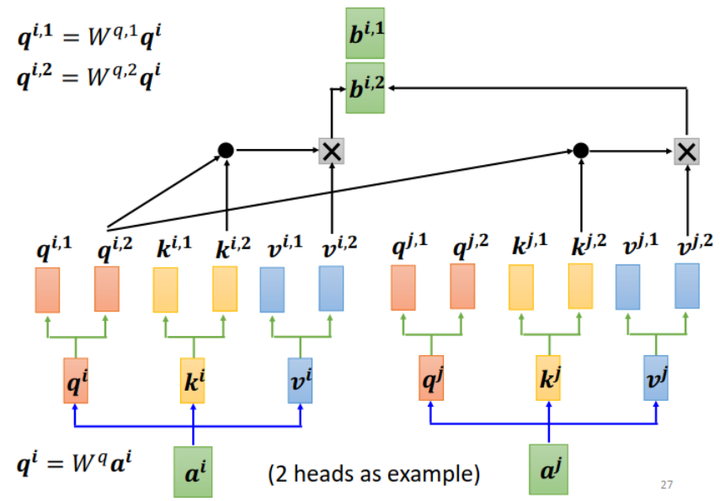 q^{i,1} = W^{q,1}q^i
q^{i,2} = W^{q,2}q^i
b^{i,1}
b^{i,2}
q^{i,1} q^{i,2} k^{i,1} k^{i,2} v^{i,1} v^{i,2} q^{j,1} q^{j,2} k^{j,1} k^{j,2} v^{j,1} v^{j,2}
q^i k^i v^i q^j k^j v^j
q^i = W^q a^i
a^i (2 heads as example) a^j
27